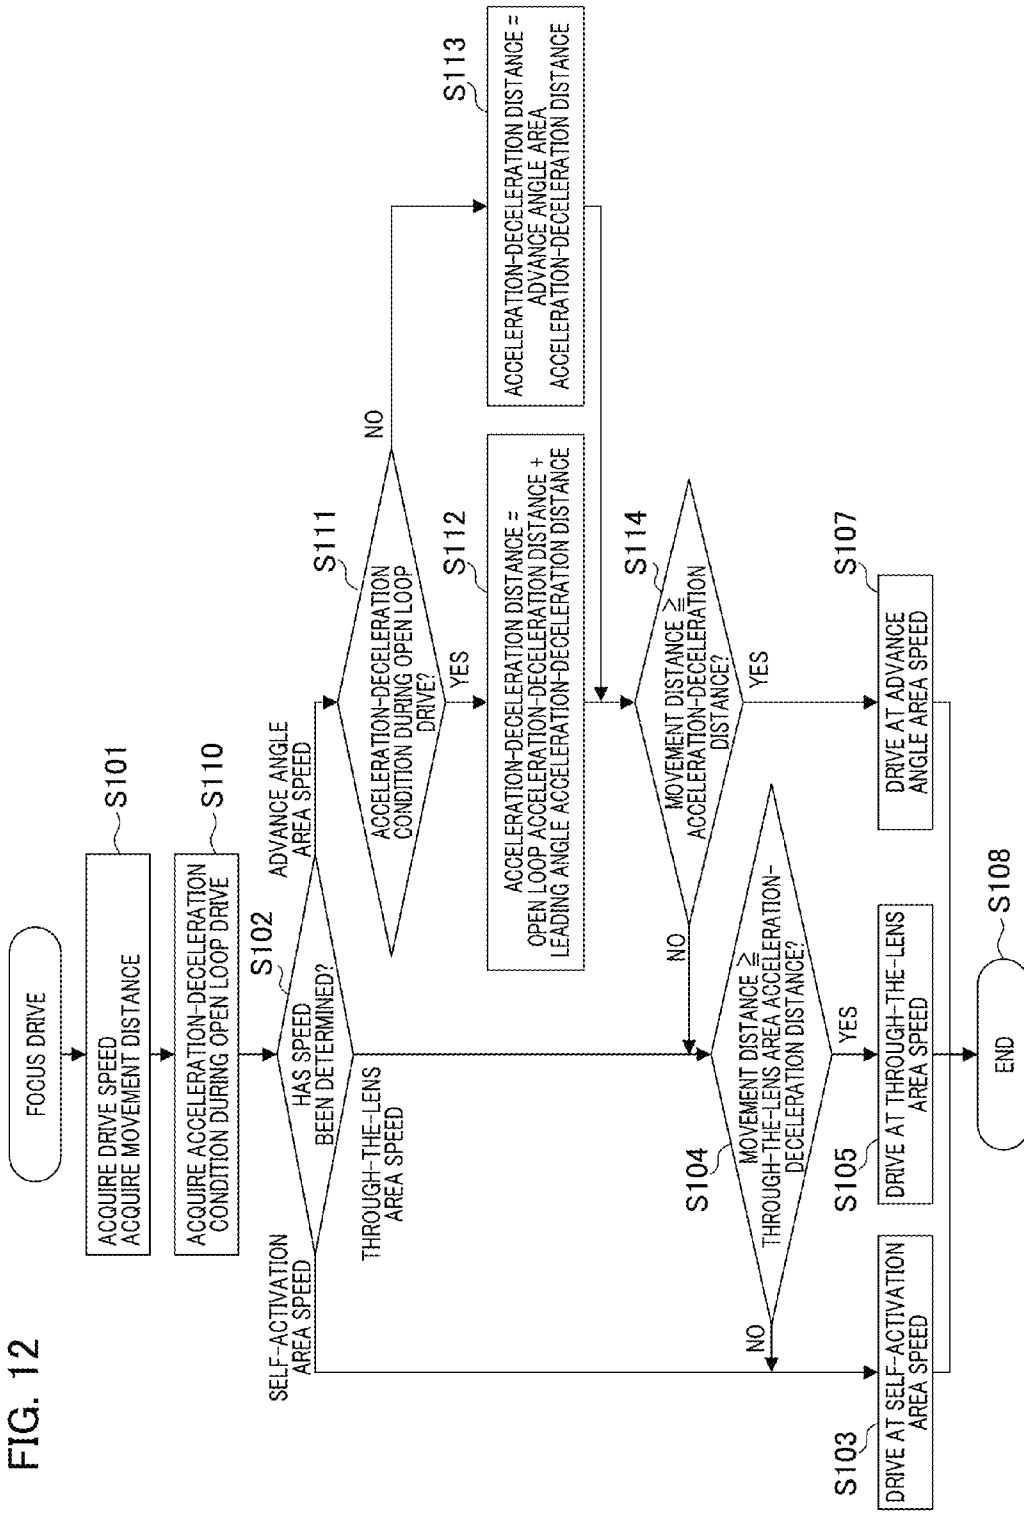 FIG. 12
FOCUS DRIVE
S101
ACQUIRE DRIVE SPEED
ACQUIRE MOVEMENT DISTANCE
S110
ACQUIRE ACCELERATION-DECELERATION
CONDITION DURING OPEN LOOP DRIVE
S102
HAS SPEED
BEEN DETERMINED?
SELF-ACTIVATION
AREA SPEED
THROUGH-THE-LENS
AREA SPEED
ADVANCE ANGLE
AREA SPEED
S111
ACCELERATION-DECELERATION
CONDITION DURING OPEN LOOP
DRIVE?
NO
YES
S112
ACCELERATION-DECELERATION DISTANCE =
OPEN LOOP ACCELERATION-DECELERATION DISTANCE +
LEADING ANGLE ACCELERATION-DECELERATION DISTANCE
S113
ACCELERATION-DECELERATION DISTANCE =
ADVANCE ANGLE AREA
ACCELERATION-DECELERATION DISTANCE
S114
MOVEMENT DISTANCE ≧
ACCELERATION-DECELERATION
DISTANCE?
NO
YES
S104
MOVEMENT DISTANCE ≧
THROUGH-THE-LENS AREA ACCELERATION-
DECELERATION DISTANCE?
NO
YES
S103
DRIVE AT SELF-ACTIVATION
AREA SPEED
S105
DRIVE AT THROUGH-THE-LENS
AREA SPEED
S107
DRIVE AT ADVANCE
ANGLE AREA SPEED
S108
END